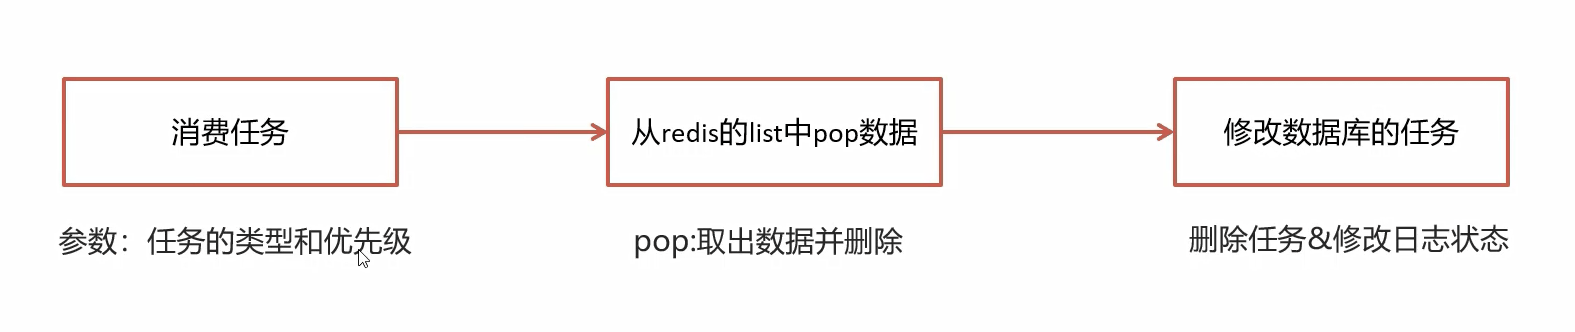 消费任务
从redis的list中pop数据
修改数据库的任务
参数：任务的类型和优先级
pop:取出数据并删除
删除任务&修改日志状态